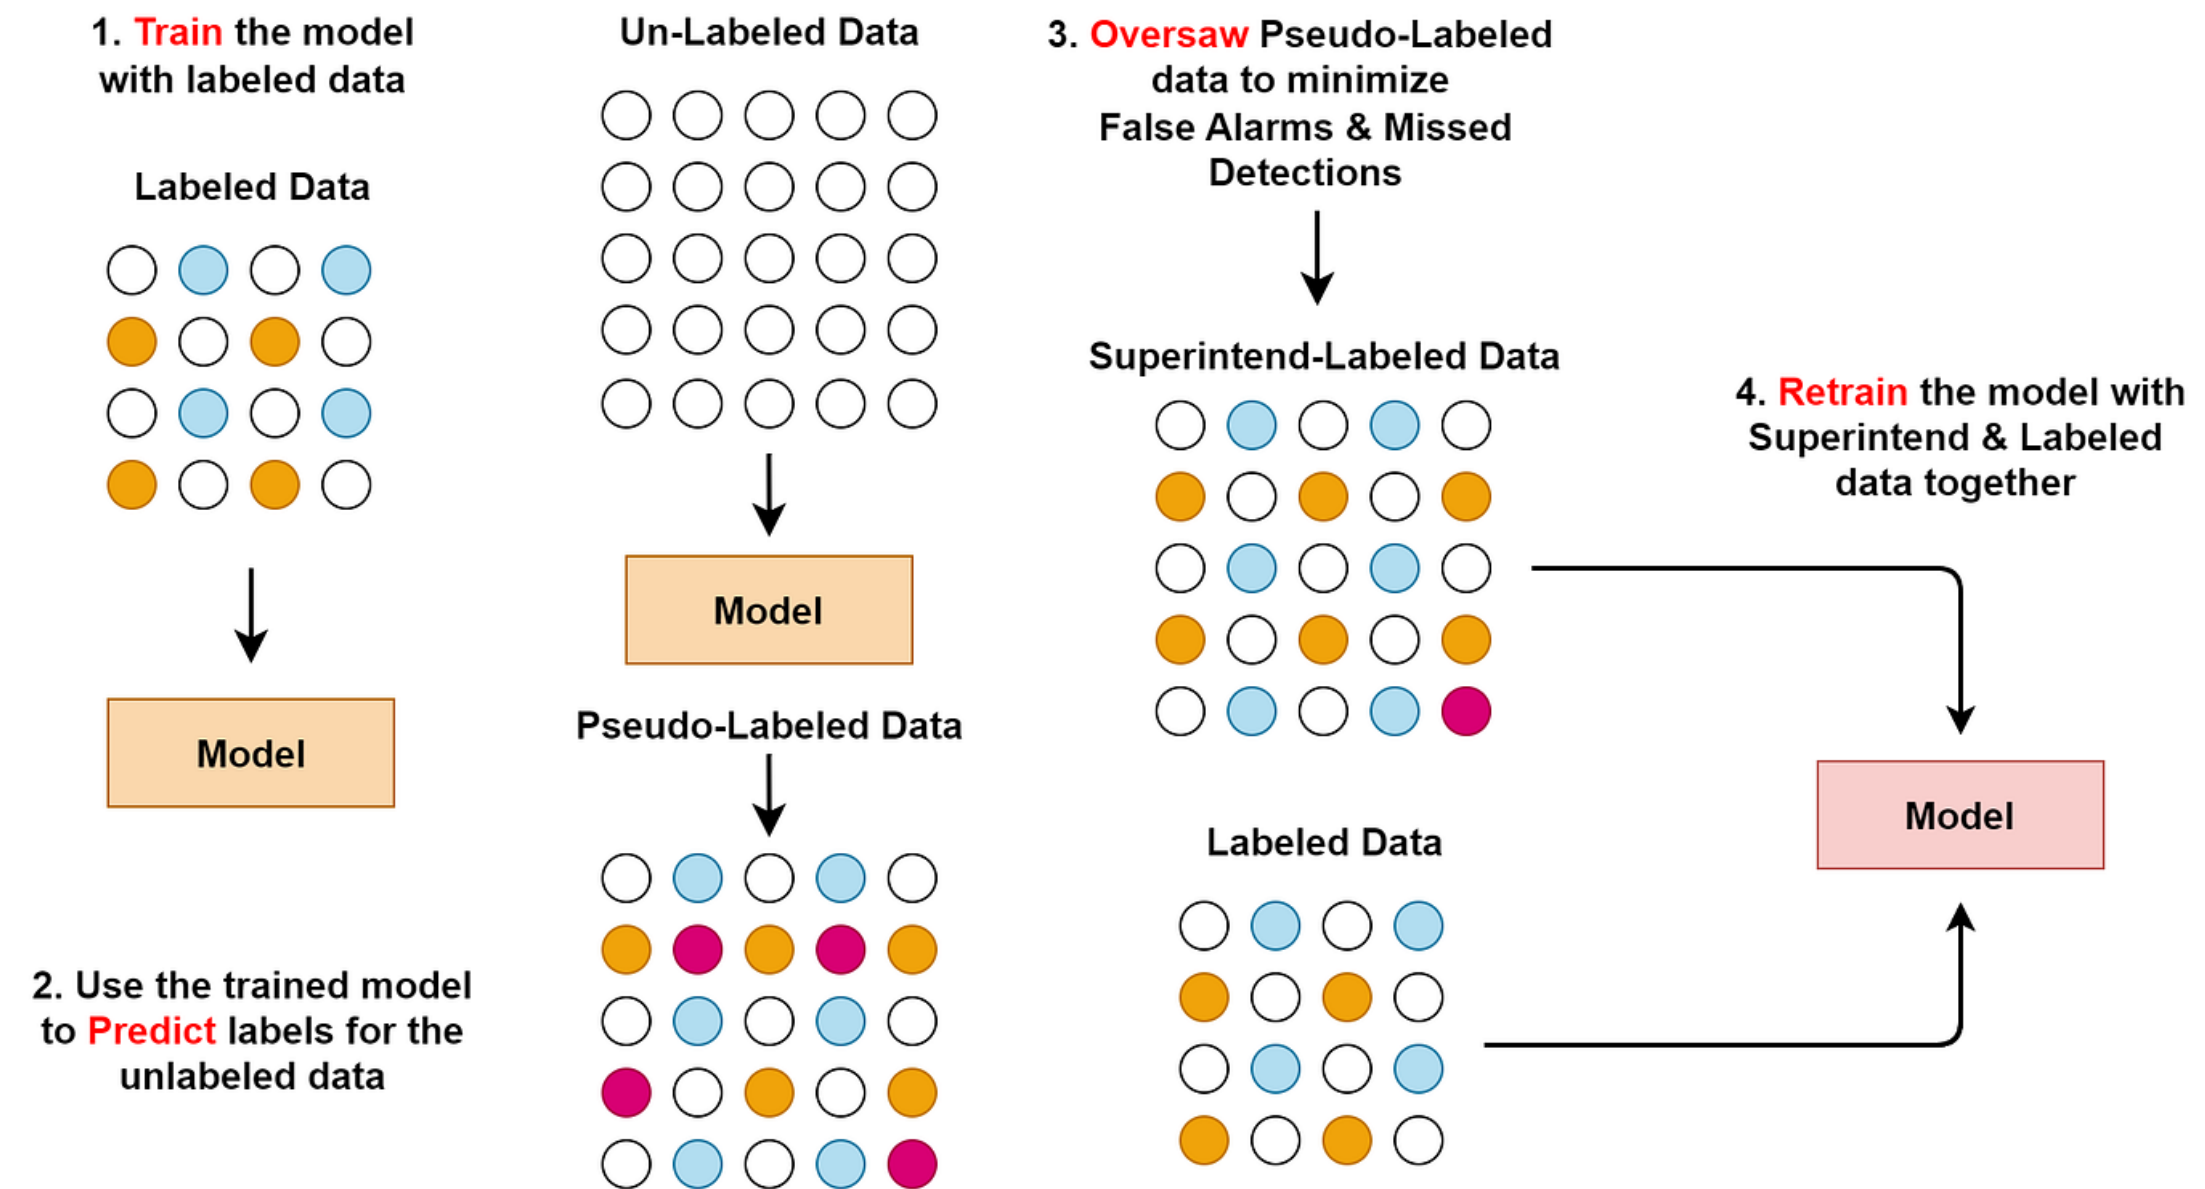 1. Train the model
with labeled data
Labeled Data
Model
2. Use the trained model
to Predict labels for the
unlabeled data
Un-Labeled Data
Model
Pseudo-Labeled Data
3. Oversaw Pseudo-Labeled
data to minimize
False Alarms & Missed
Detections
Superintend-Labeled Data
Labeled Data
4. Retrain the model with
Superintend & Labeled
data together
Model